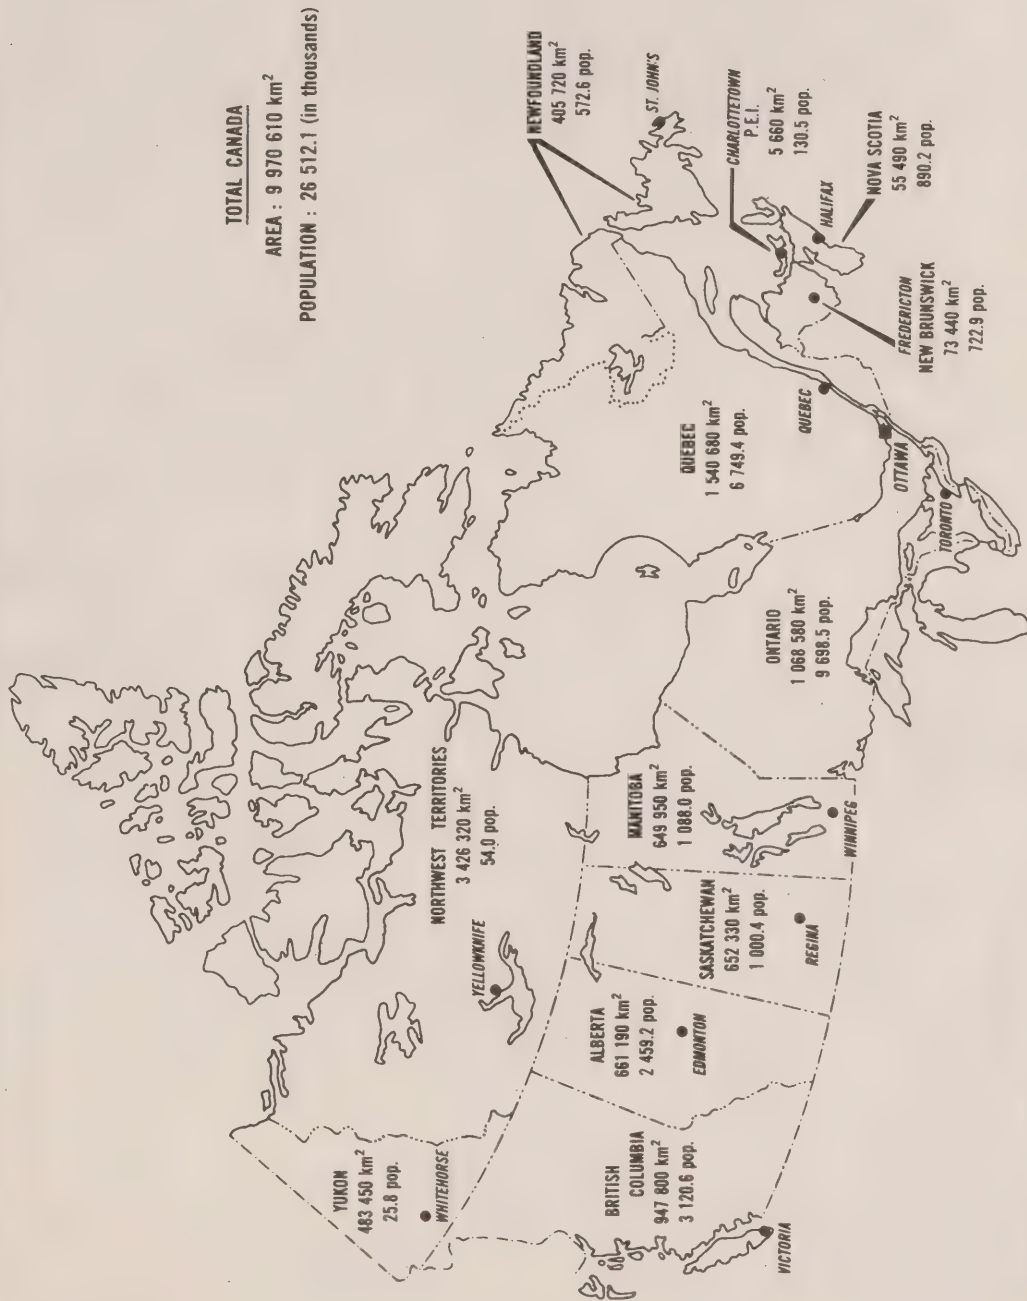 TOTAL CANADA
AREA : 9 970 610 km²
POPULATION : 26 512.1 (in thousands)
YUKON
483 450 km²
25.8 pop.
WHITEHORSE
NORTHWEST TERRITORIES
3 426 320 km²
54.0 pop.
YELLOWKNIFE
BRITISH
COLUMBIA
947 800 km²
3 120.6 pop.
VICTORIA
ALBERTA
661 190 km²
2 459.2 pop.
EDMONTON
SASKATCHEWAN
652 330 km²
1 000.4 pop.
REGINA
MANITOBA
649 950 km²
1 088.0 pop.
WINNIPEG
ONTARIO
1 068 580 km²
9 698.5 pop.
TORONTO
OTTAWA
QUEBEC
1 540 680 km²
6 749.4 pop.
QUEBEC
NEWFOUNDLAND
405 720 km²
572.6 pop.
ST. JOHN'S
CHARLOTTETOWN
P.E.I.
5 660 km²
130.5 pop.
HALIFAX
NOVA SCOTIA
55 490 km²
890.2 pop.
FREDERICTON
NEW BRUNSWICK
73 440 km²
722.9 pop.